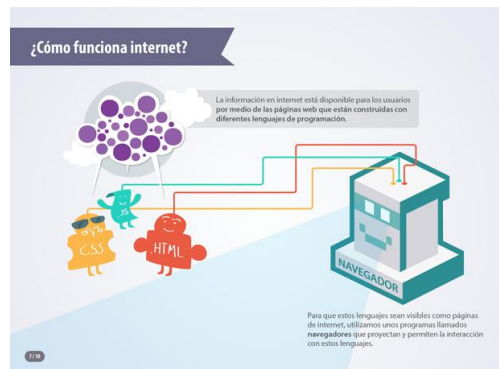 ¿Cómo funciona internet?
La información en internet está disponible para los usuarios
por medio de las páginas web que están construidas con
diferentes lenguajes de programación.
.JS
CSS
.HTML
NAVEGADOR
Para que estos lenguajes sean visibles como páginas
de internet, utilizamos unos programas llamados
navegadores que proyectan y permiten la interacción
con estos lenguajes.
7/18